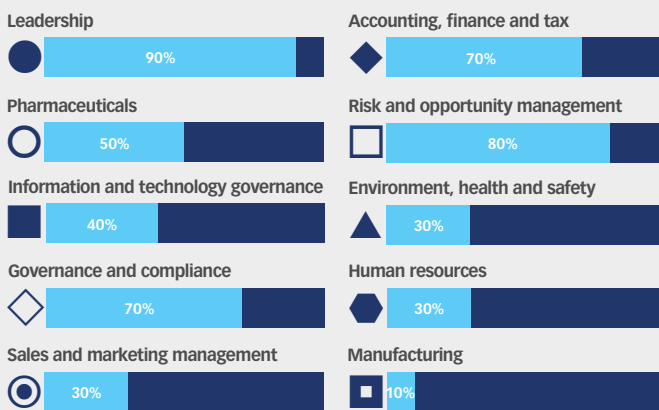 Leadership
90%
Accounting, finance and tax
70%
Pharmaceuticals
50%
Risk and opportunity management
80%
Information and technology governance
40%
Environment, health and safety
30%
Governance and compliance
70%
Human resources
30%
Sales and marketing management
30%
Manufacturing
10%